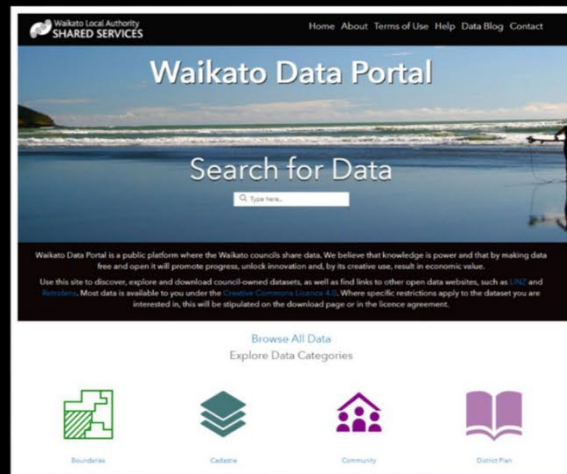 Waikato Local Authority
SHARED SERVICES
Home About Terms of Use Help Data Blog Contact
Waikato Data Portal
Search for Data
Type here..
Waikato Data Portal is a public platform where the Waikato councils share data. We believe that knowledge is power and that by making data
free and open it will promote progress, unlock innovation and, by its creative use, result in economic value.
Use this site to discover, explore and download council-owned datasets, as well as find links to other open data websites, such as LINZ and
Retrolens. Most data is available to you under the Creative Commons Licence 4.0. Where specific restrictions apply to the dataset you are
interested in, this will be stipulated on the download page or in the licence agreement.
Browse All Data
Explore Data Categories
Boundaries
Cadastre
Community
District Plan